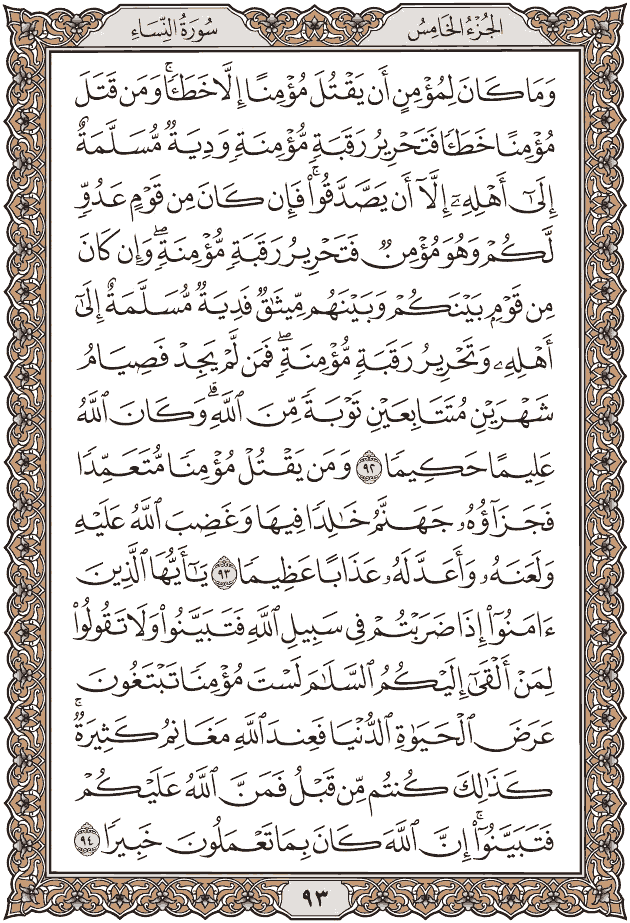 الجُزْءُ الخَامِسُ
سُورَةُ النِّسَاءِ
وَمَا كَانَ لِمُؤۡمِنٍ أَن يَقۡتُلَ مُؤۡمِنًا إِلَّا خَطَـٔٗاۚ وَمَن قَتَلَ
مُؤۡمِنًا خَطَـٔٗا فَتَحۡرِيرُ رَقَبَةٖ مُّؤۡمِنَةٖ وَدِيَةٞ مُّسَلَّمَةٌ
إِلَىٰٓ أَهۡلِهِۦٓ إِلَّآ أَن يَصَّدَّقُواْۚ فَإِن كَانَ مِن قَوۡمٍ عَدُوّٖ
لَّكُمۡ وَهُوَ مُؤۡمِنٞ فَتَحۡرِيرُ رَقَبَةٖ مُّؤۡمِنَةٖۖ وَإِن كَانَ
مِن قَوۡمِۭ بَيۡنَكُمۡ وَبَيۡنَهُم مِّيثَٰقٞ فَدِيَةٞ مُّسَلَّمَةٌ إِلَىٰٓ
أَهۡلِهِۦ وَتَحۡرِيرُ رَقَبَةٖ مُّؤۡمِنَةٖۖ فَمَن لَّمۡ يَجِدۡ فَصِيَامُ
شَهۡرَيۡنِ مُتَتَابِعَيۡنِ تَوۡبَةٗ مِّنَ ٱللَّهِۗ وَكَانَ ٱللَّهُ
عَلِيمًا حَكِيمٗا ٩٢ وَمَن يَقۡتُلۡ مُؤۡمِنٗا مُّتَعَمِّدٗا
فَجَزَآؤُهُۥ جَهَنَّمُ خَٰلِدٗا فِيهَا وَغَضِبَ ٱللَّهُ عَلَيۡهِ
وَلَعَنَهُۥ وَأَعَدَّ لَهُۥ عَذَابًا عَظِيمٗا ٩٣ يَٰٓأَيُّهَا ٱلَّذِينَ
ءَامَنُوٓاْ إِذَا ضَرَبۡتُمۡ فِي سَبِيلِ ٱللَّهِ فَتَبَيَّنُواْ وَلَا تَقُولُواْ
لِمَنۡ أَلۡقَىٰٓ إِلَيۡكُمُ ٱلسَّلَٰمَ لَسۡتَ مُؤۡمِنٗا تَبۡتَغُونَ
عَرَضَ ٱلۡحَيَوٰةِ ٱلدُّنۡيَا فَعِندَ ٱللَّهِ مَغَانِمُ كَثِيرَةٞۚ
كَذَٰلِكَ كُنتُم مِّن قَبۡلُ فَمَنَّ ٱللَّهُ عَلَيۡكُمۡ
فَتَبَيَّنُوٓاْۚ إِنَّ ٱللَّهَ كَانَ بِمَا تَعۡمَلُونَ خَبِيرٗا ٩٤
٩٣